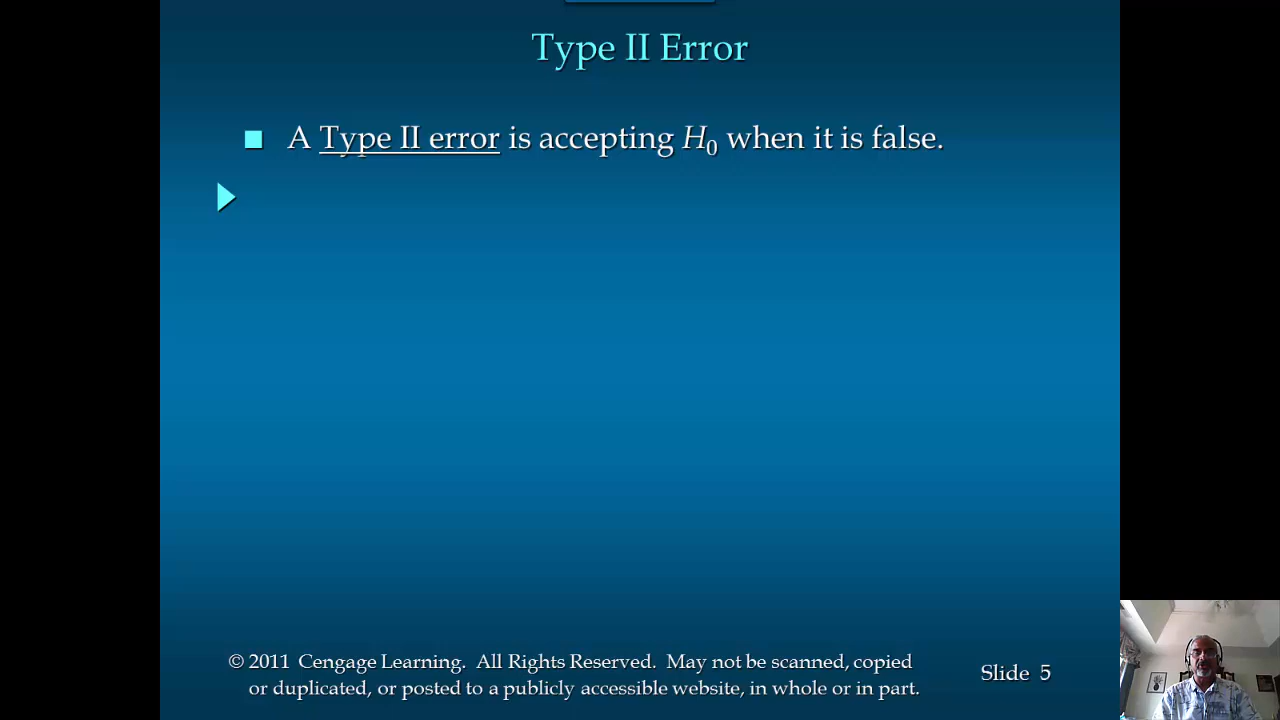 Type II Error
A Type II error is accepting H₀ when it is false.
© 2011 Cengage Learning. All Rights Reserved. May not be scanned, copied
or duplicated, or posted to a publicly accessible website, in whole or in part.
Slide 5